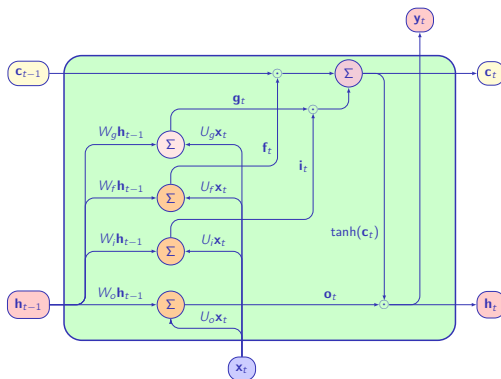 y_t
c_{t−1} Σ c_t
g_t
W_g h_{t−1} Σ U_g x_t f_t i_t
W_f h_{t−1} Σ U_f x_t
W_i h_{t−1} Σ U_i x_t tanh(c_t)
h_{t−1} W_o h_{t−1} Σ o_t h_t
U_o x_t
x_t